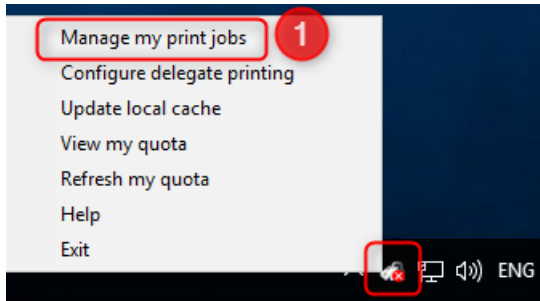 Manage my print jobs
1
Configure delegate printing
Update local cache
View my quota
Refresh my quota
Help
Exit
ENG